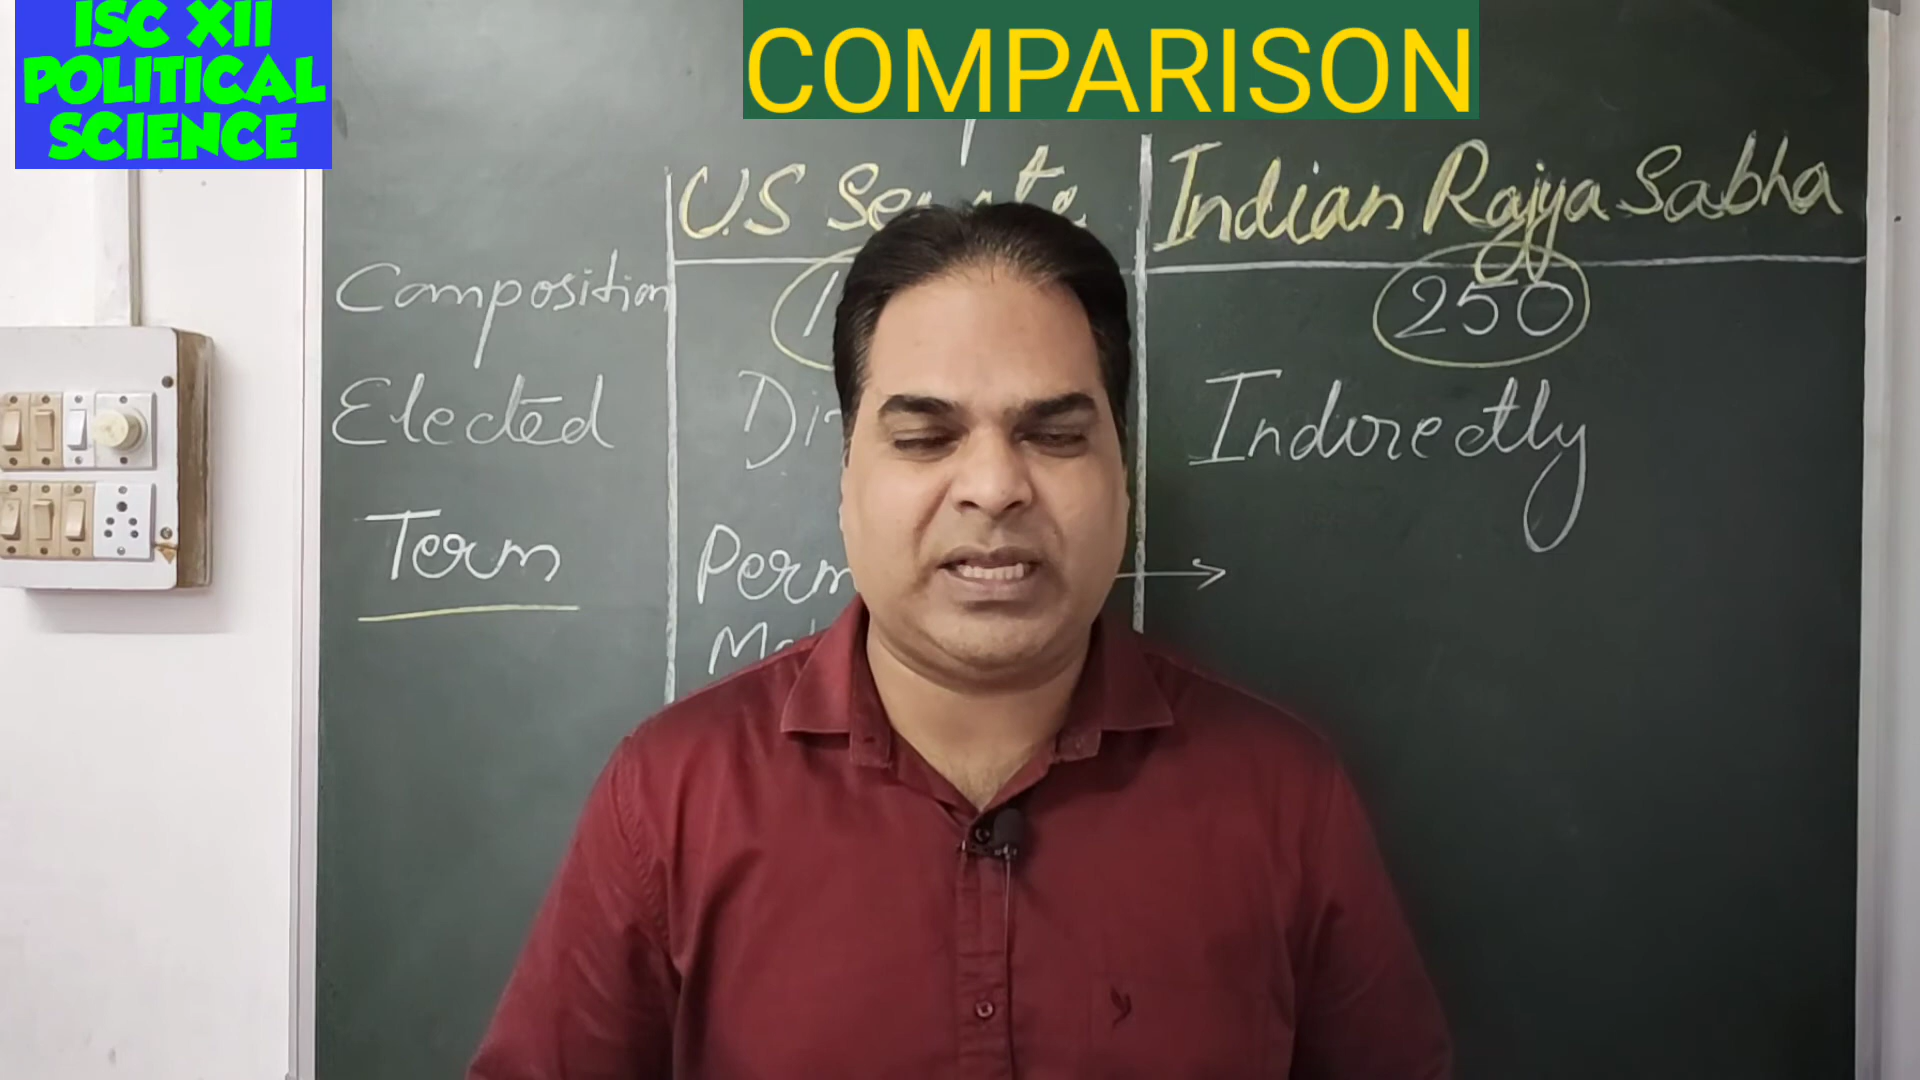 ISC XII
POLITICAL
SCIENCE
COMPARISON
U.S Indian Rajya Sabha
Composition 250
Elected Indirectly
Term